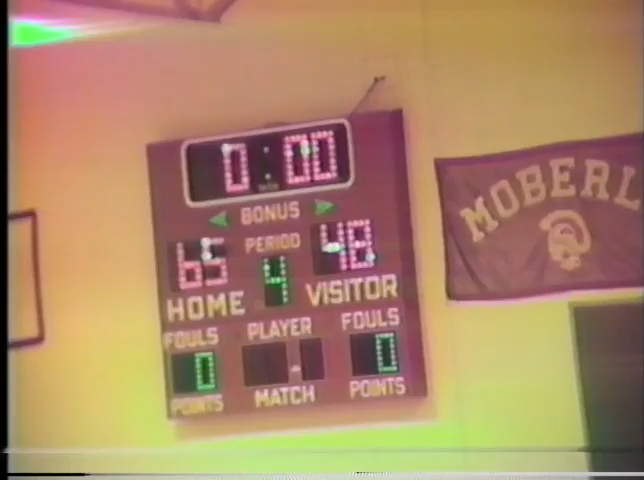 0:00
BONUS
PERIOD
65 4 48
HOME VISITOR
FOULS PLAYER FOULS
0 0
POINTS MATCH POINTS
MOBERL